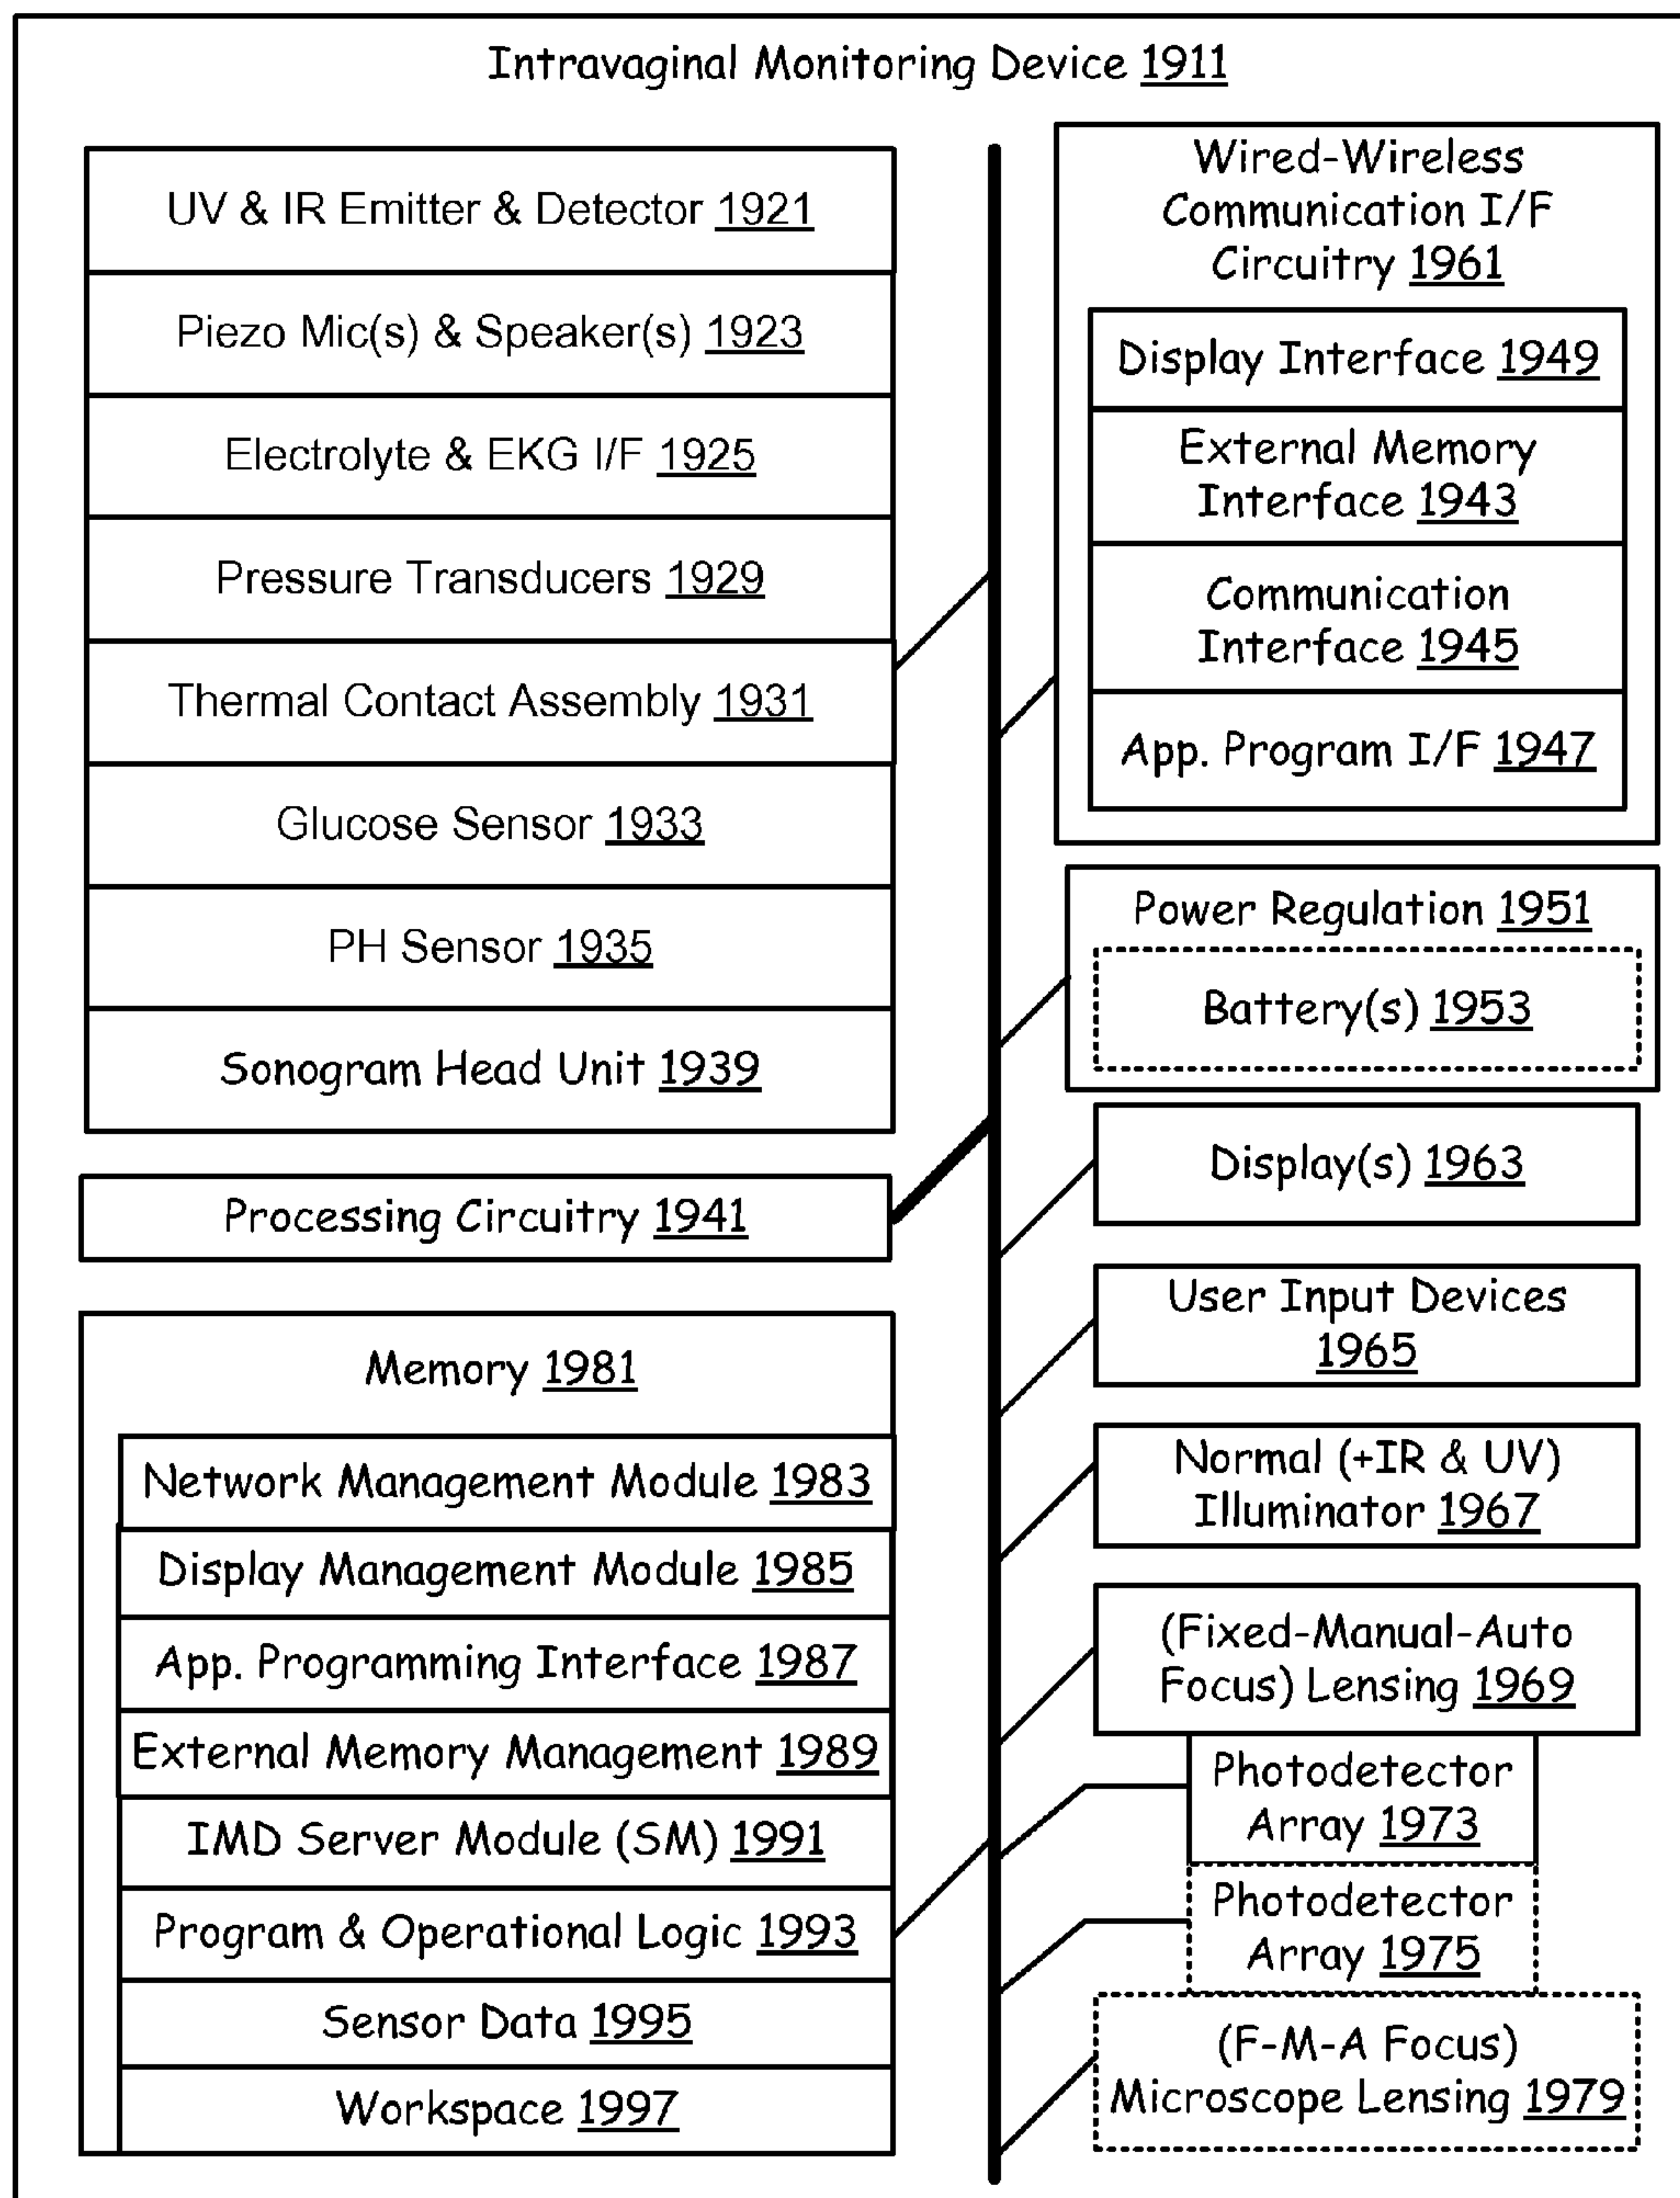 Intravaginal Monitoring Device 1911
UV & IR Emitter & Detector 1921
Piezo Mic(s) & Speaker(s) 1923
Electrolyte & EKG I/F 1925
Pressure Transducers 1929
Thermal Contact Assembly 1931
Glucose Sensor 1933
PH Sensor 1935
Sonogram Head Unit 1939
Processing Circuitry 1941
Memory 1981
Network Management Module 1983
Display Management Module 1985
App. Programming Interface 1987
External Memory Management 1989
IMD Server Module (SM) 1991
Program & Operational Logic 1993
Sensor Data 1995
Workspace 1997
Wired-Wireless
Communication I/F
Circuitry 1961
Display Interface 1949
External Memory
Interface 1943
Communication
Interface 1945
App. Program I/F 1947
Power Regulation 1951
Battery(s) 1953
Display(s) 1963
User Input Devices
1965
Normal (+IR & UV)
Illuminator 1967
(Fixed-Manual-Auto
Focus) Lensing 1969
Photodetector
Array 1973
Photodetector
Array 1975
(F-M-A Focus)
Microscope Lensing 1979